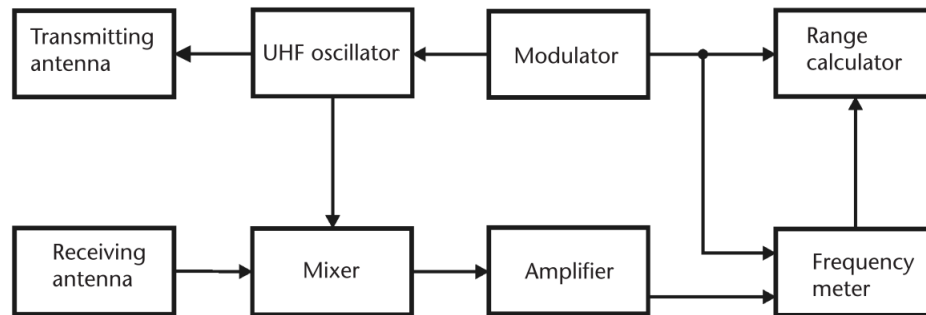 Transmitting
antenna
UHF oscillator
Modulator
Range
calculator
Receiving
antenna
Mixer
Amplifier
Frequency
meter